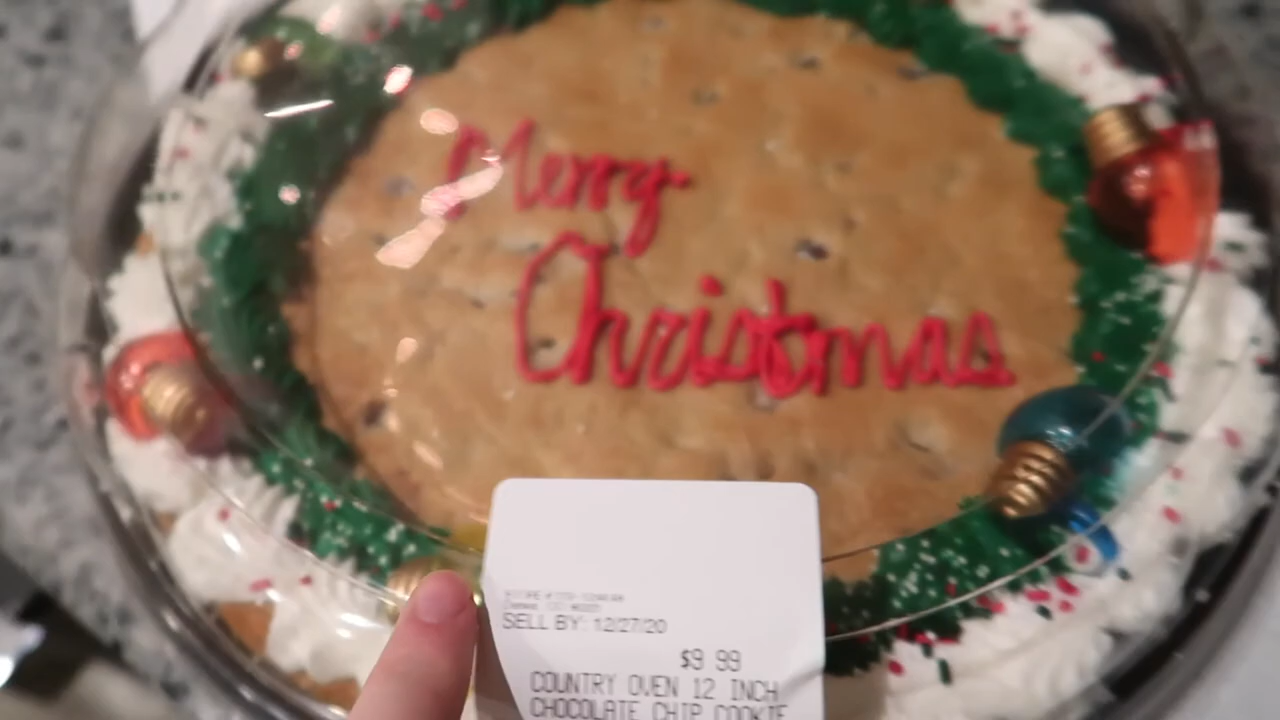 Merry
Christmas
SELL BY: 12/27/20
$9 99
COUNTRY OVEN 12 INCH
CHOCOLATE CHIP COOKIE